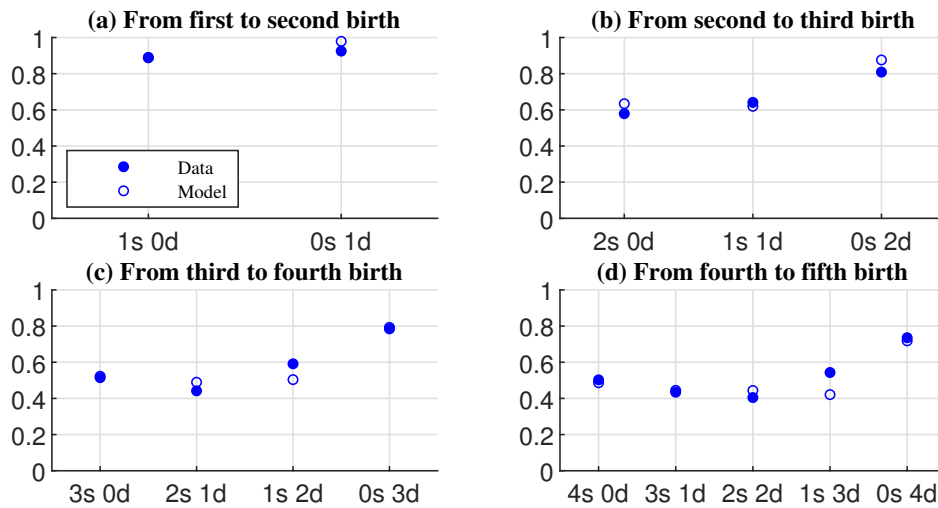 (a) From first to second birth
1
0.8
0.6
0.4
0.2
0
1s 0d 0s 1d
Data
Model
(b) From second to third birth
1
0.8
0.6
0.4
0.2
0
2s 0d 1s 1d 0s 2d
(c) From third to fourth birth
1
0.8
0.6
0.4
0.2
0
3s 0d 2s 1d 1s 2d 0s 3d
(d) From fourth to fifth birth
1
0.8
0.6
0.4
0.2
0
4s 0d 3s 1d 2s 2d 1s 3d 0s 4d